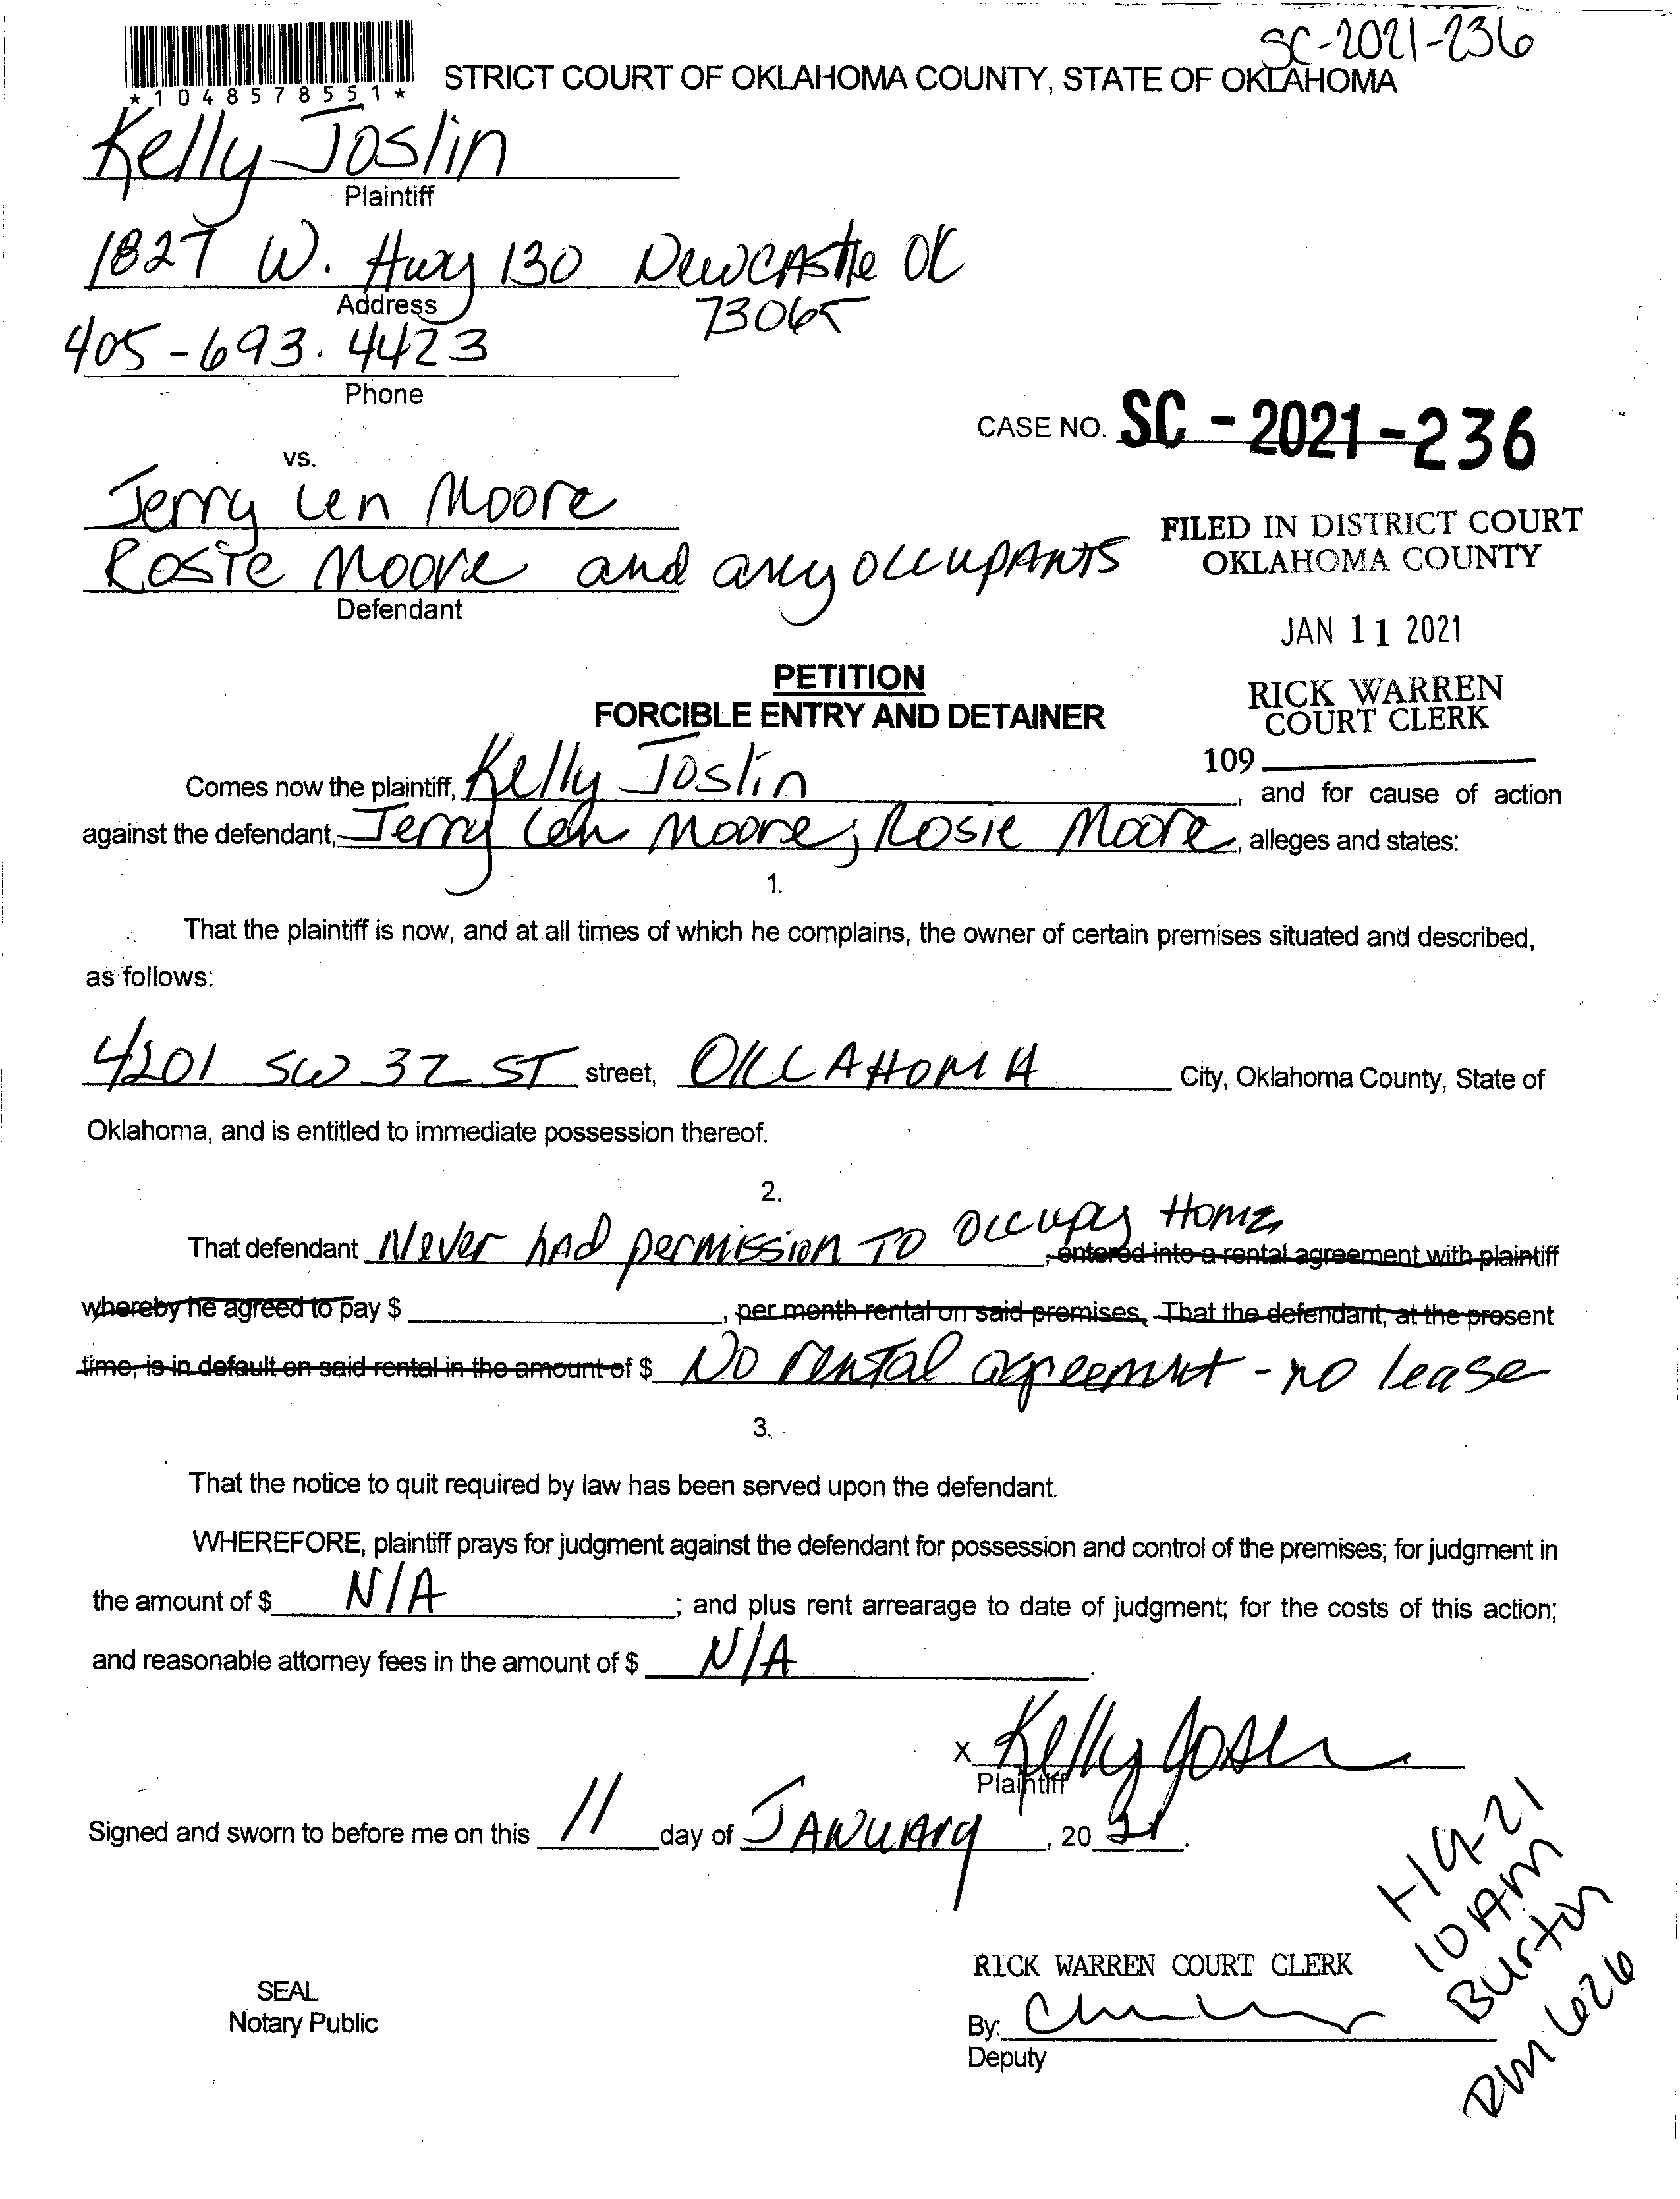 SC-2021-236
*1048578551*
STRICT COURT OF OKLAHOMA COUNTY, STATE OF OKLAHOMA
Kelly Joslin
Plaintiff
1827 W. Hwy 130 Newcastle OK
Address
73065
405-693.4423
Phone
CASE NO. SC-2021-236
vs.
Jerry Len Moore
Rosie Moore and any occupants
Defendant
FILED IN DISTRICT COURT
OKLAHOMA COUNTY
JAN 11 2021
RICK WARREN
COURT CLERK
109
PETITION
FORCIBLE ENTRY AND DETAINER
Comes now the plaintiff, Kelly Joslin, and for cause of action
against the defendant, Jerry Len Moore; Rosie Moore, alleges and states:
1.
That the plaintiff is now, and at all times of which he complains, the owner of certain premises situated and described,
as follows:
4201 SW 32 ST street, OKLAHOMA City, Oklahoma County, State of
Oklahoma, and is entitled to immediate possession thereof.
2.
That defendant Never had permission to occupy Home, entered into a rental agreement with plaintiff
whereby he agreed to pay $, per month rental on said premises. That the defendant, at the present
time, is in default on said rental in the amount of $ No rental agreement - no lease
3.
That the notice to quit required by law has been served upon the defendant.
WHEREFORE, plaintiff prays for judgment against the defendant for possession and control of the premises; for judgment in
the amount of $ N/A; and plus rent arrearage to date of judgment; for the costs of this action;
and reasonable attorney fees in the amount of $ N/A.
x Kelly Joslin
Plaintiff
Signed and sworn to before me on this 11 day of January, 20 21.
1-19-21
10 AM
Burton
RM 626
RICK WARREN COURT CLERK
SEAL
Notary Public
By:
Deputy